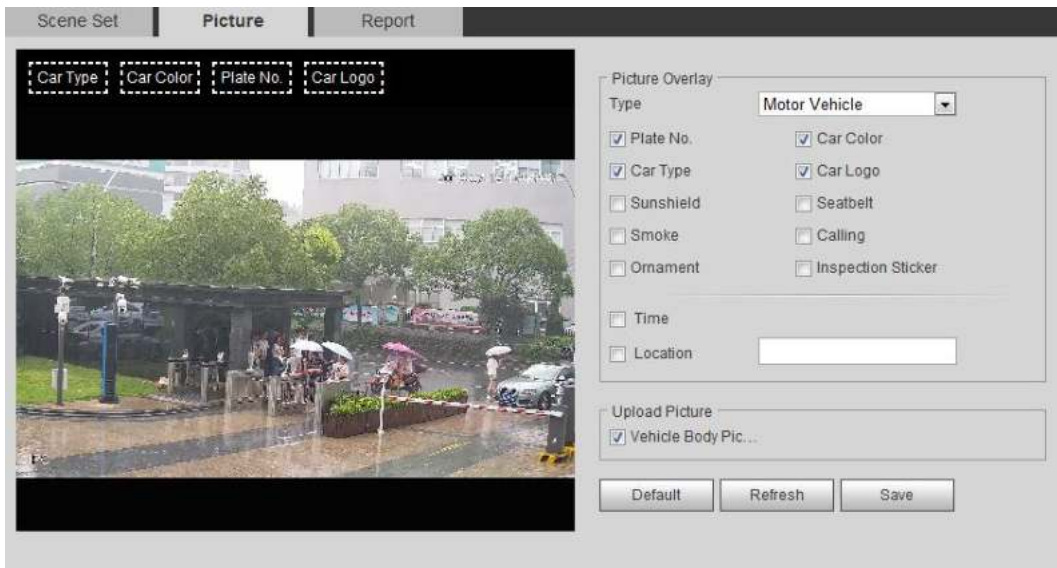 Scene Set Picture Report
Car Type Car Color Plate No. Car Logo
Picture Overlay
Type Motor Vehicle
Plate No. Car Color
Car Type Car Logo
Sunshield Seatbelt
Smoke Calling
Ornament Inspection Sticker
Time
Location
Upload Picture
Vehicle Body Pic...
Default Refresh Save